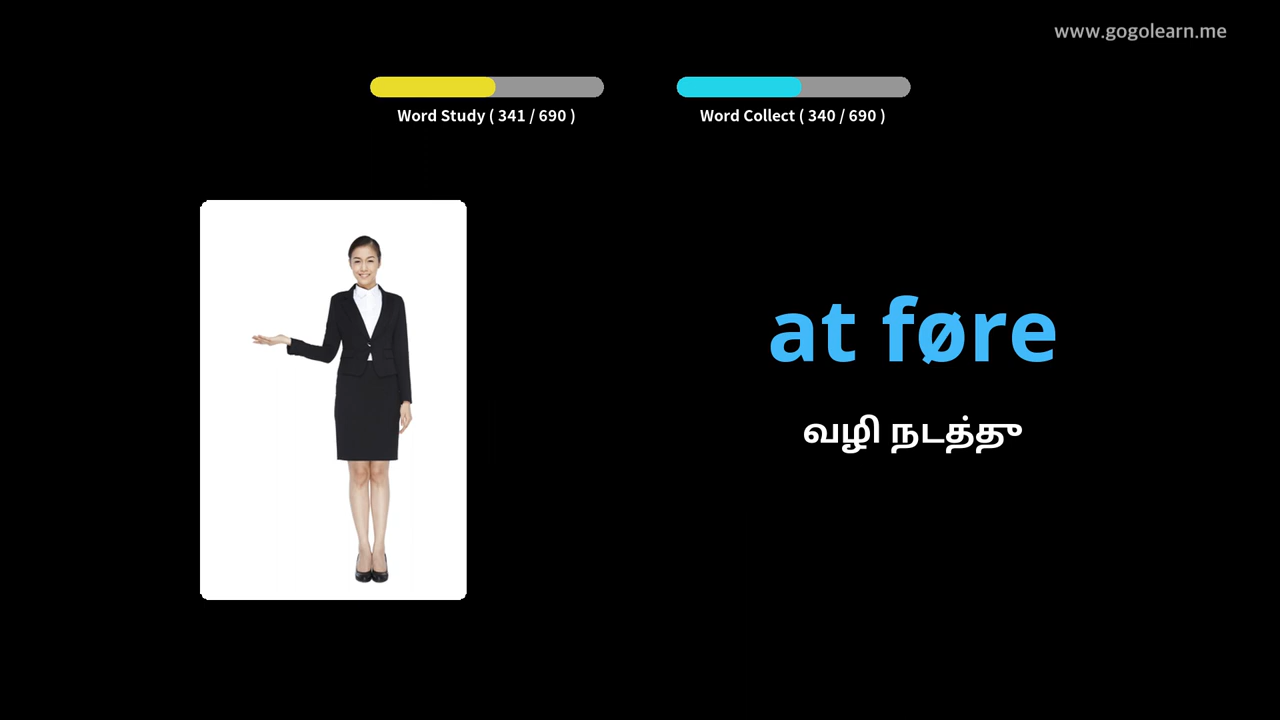 www.gogolearn.me
Word Study ( 341 / 690 )
Word Collect ( 340 / 690 )
at føre
வழி நடத்து